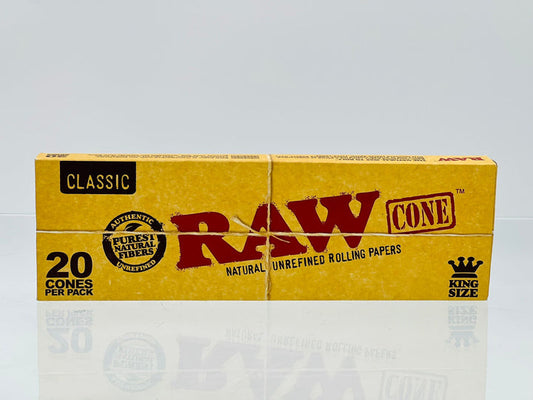 CLASSIC
AUTHENTIC
PUREST
NATURAL
FIBERS
UNREFINED
RAW
CONE
™
NATURAL UNREFINED ROLLING PAPERS
20
CONES
PER PACK
KING
SIZE
RAW